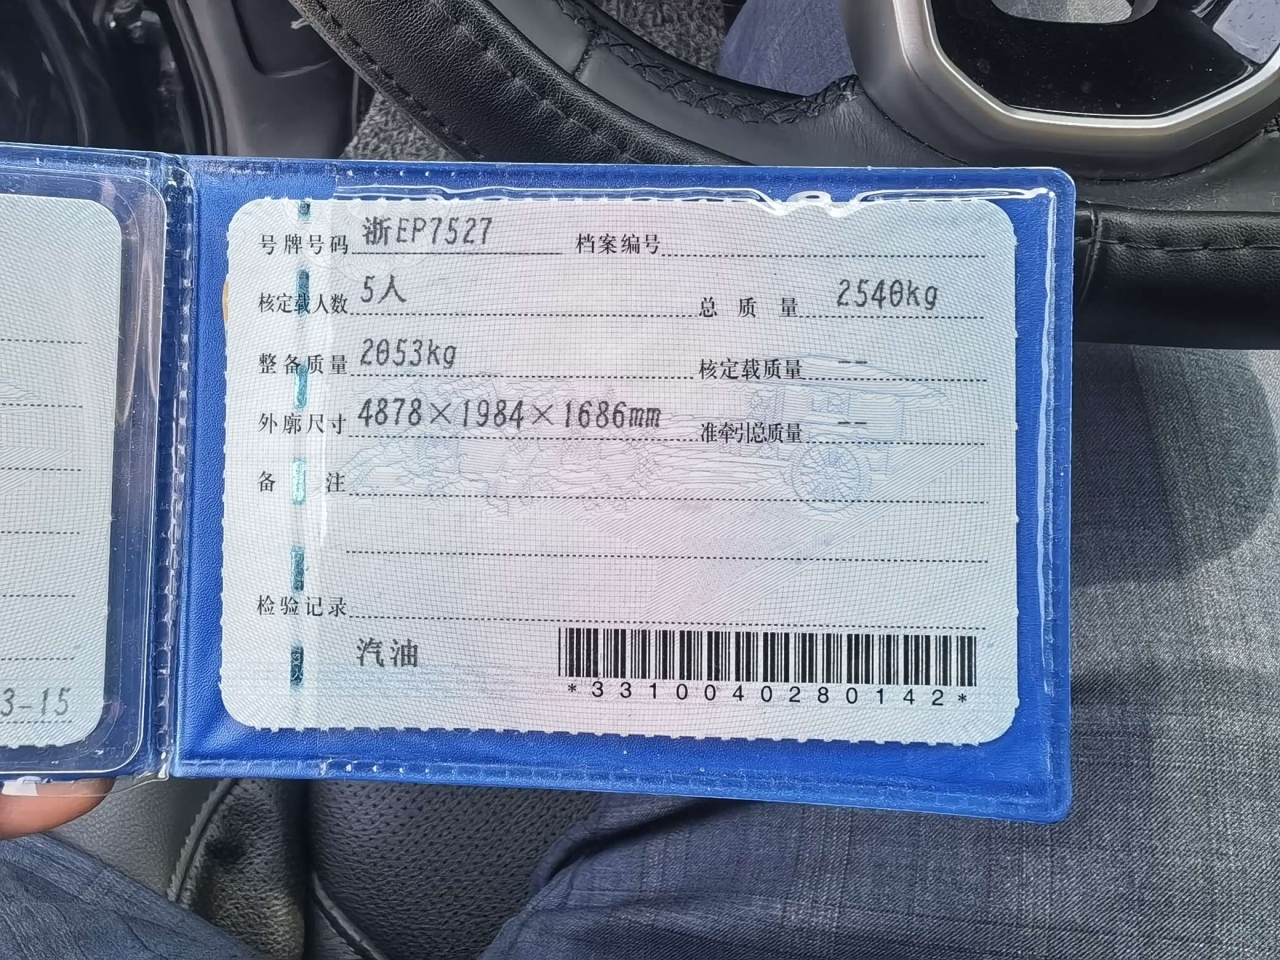 号牌号码 浙EP7527 档案编号
核定载人数 5人 总质量 2540kg
整备质量 2053kg 核定载质量 --
外廓尺寸 4878×1984×1686mm 准牵引总质量 --
备注
检验记录
汽油
*3310040280142*
3-15